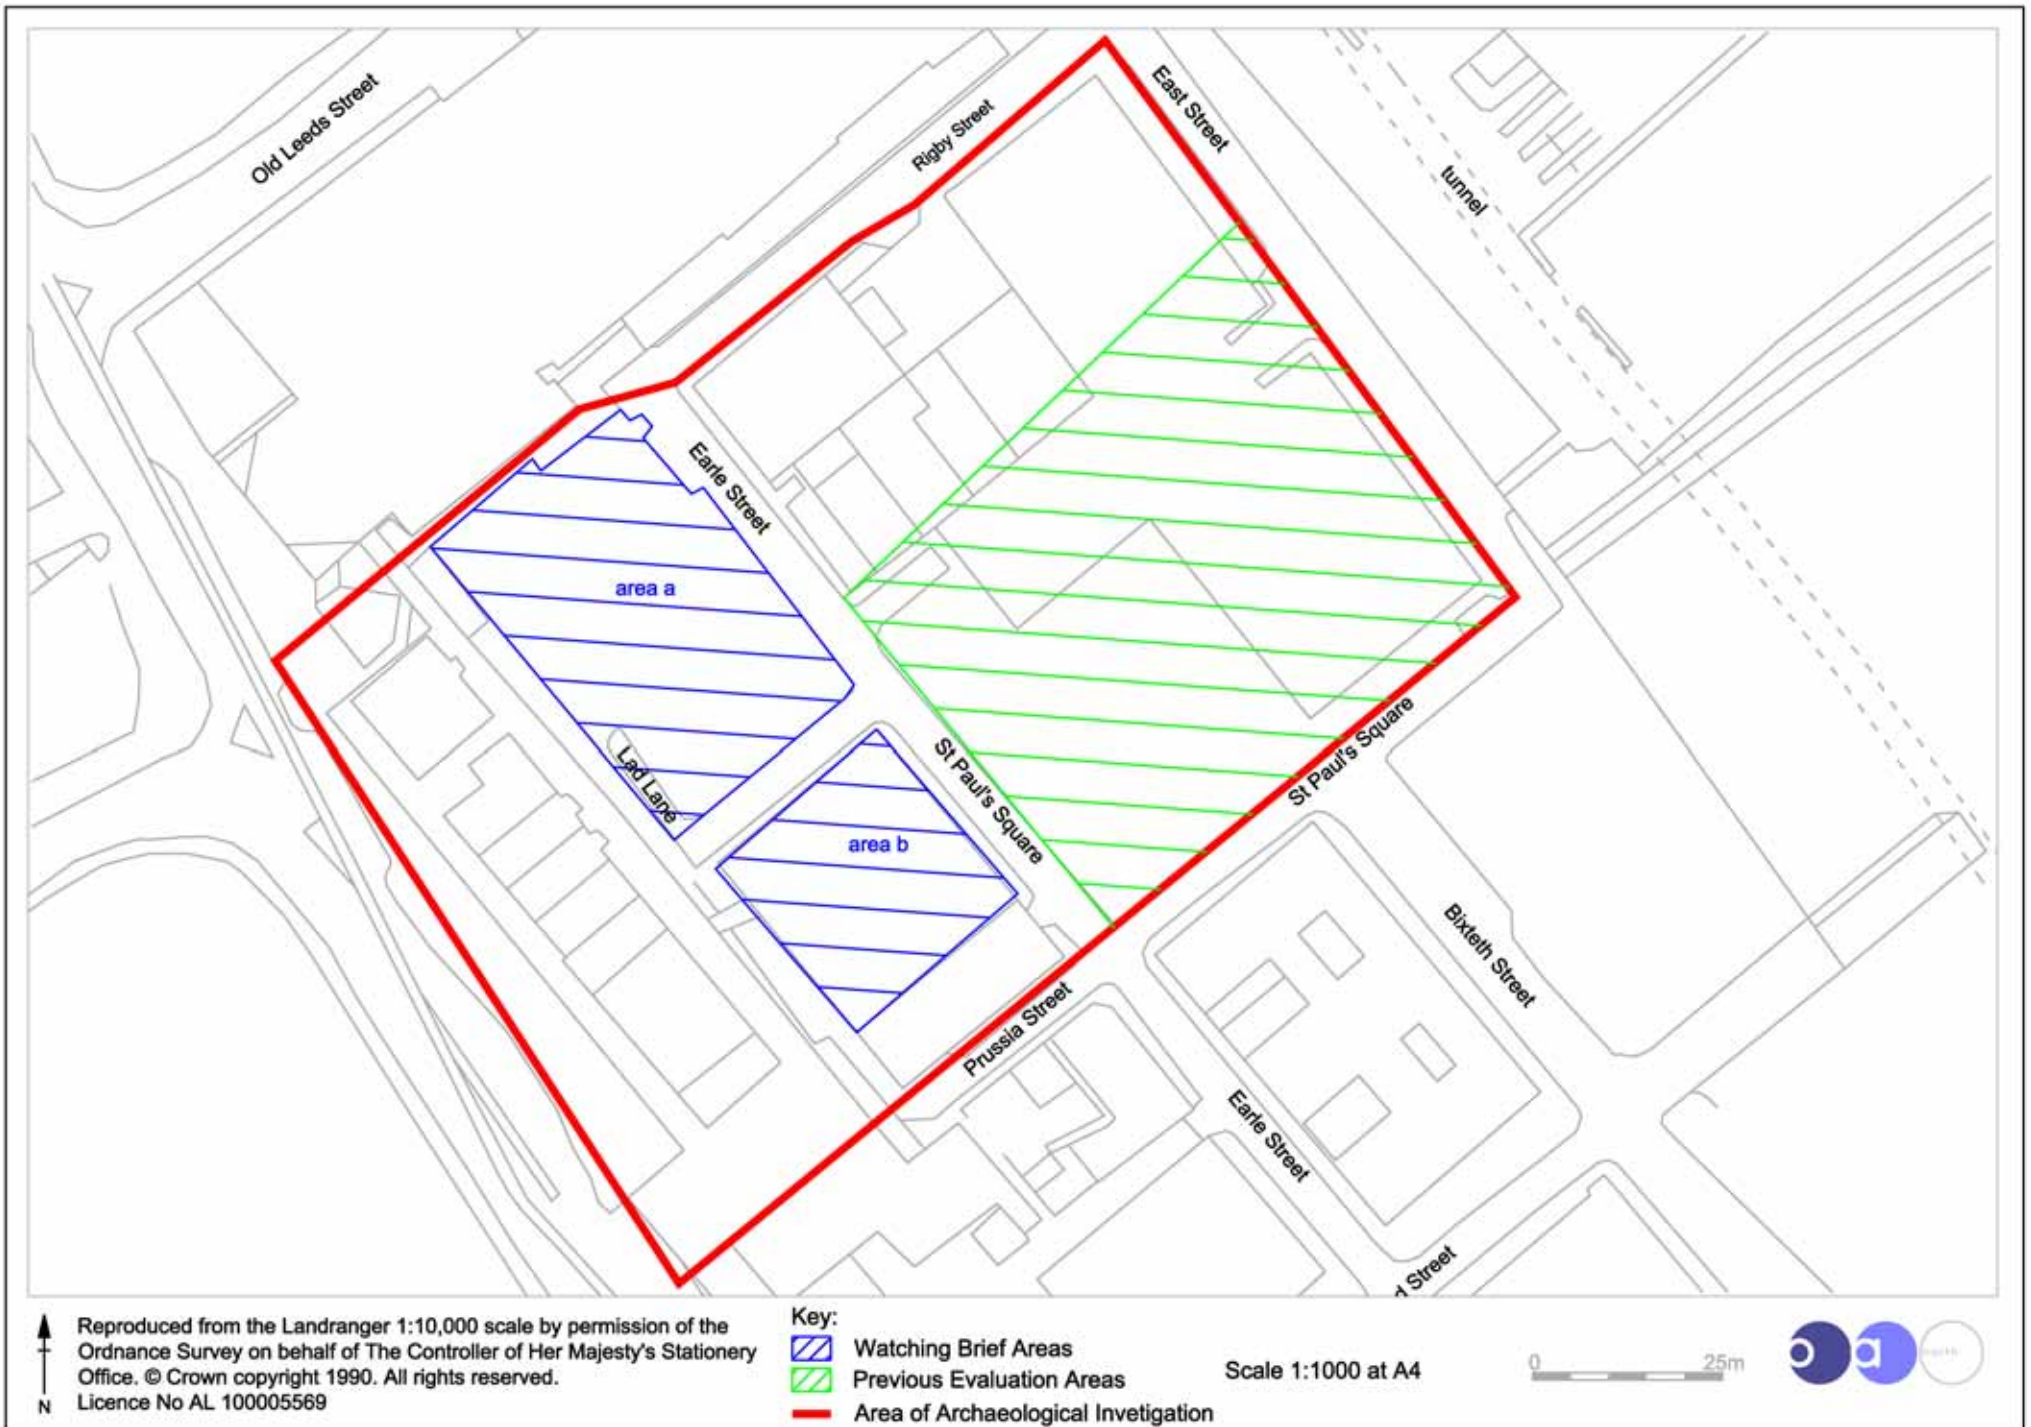 Old Leeds Street
Rigby Street
East Street
tunnel
Earle Street
area a
Lad Lane
area b
St Paul's Square
St Paul's Square
Prussia Street
Bixteth Street
Earle Street
Street
Reproduced from the Landranger 1:10,000 scale by permission of the
Ordnance Survey on behalf of The Controller of Her Majesty's Stationery
Office. © Crown copyright 1990. All rights reserved.
Licence No AL 100005569
N
Key:
Watching Brief Areas
Previous Evaluation Areas
Area of Archaeological Invetigation
Scale 1:1000 at A4
0 25m
o a north